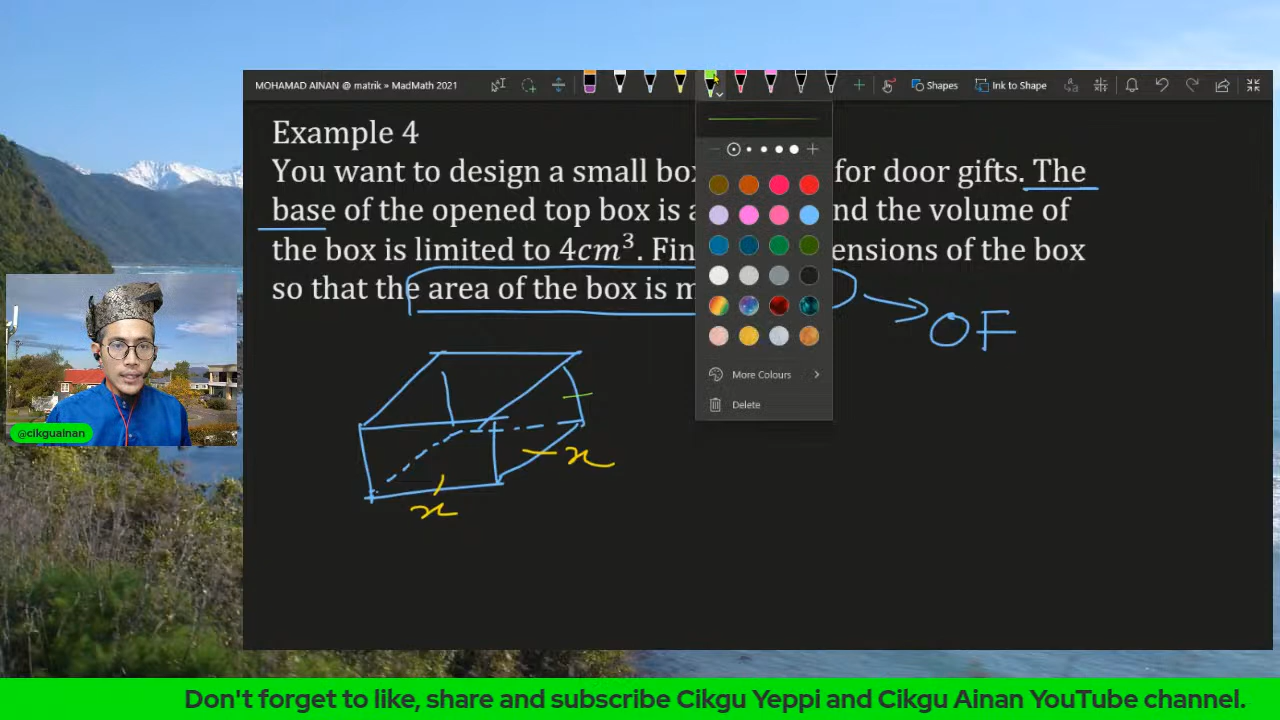 MOHAMAD AINAN @ matrik » MadMath 2021
Shapes
Ink to Shape
Example 4
You want to design a small box for door gifts. The
base of the opened top box is a nd the volume of
the box is limited to 4cm³. Fin ensions of the box
so that the area of the box is m
OF
x
x
More Colours
Delete
@cikguainan
Don't forget to like, share and subscribe Cikgu Yeppi and Cikgu Ainan YouTube channel.